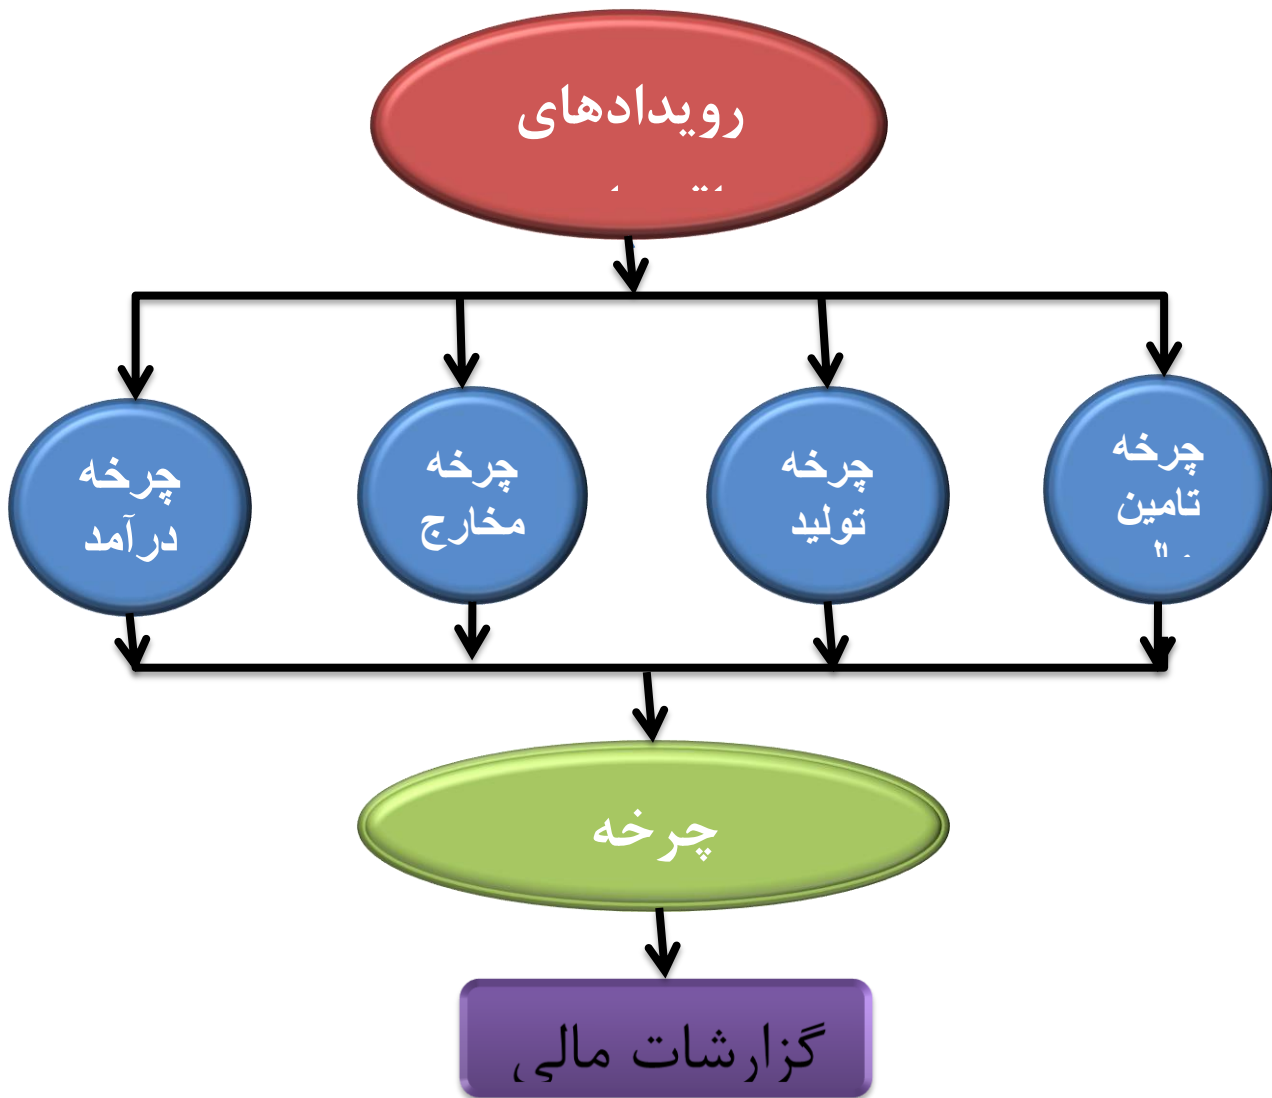 رویدادهای
چرخه
تامین
چرخه
تولید
چرخه
مخارج
چرخه
درآمد
چرخه
گزارشات مالی